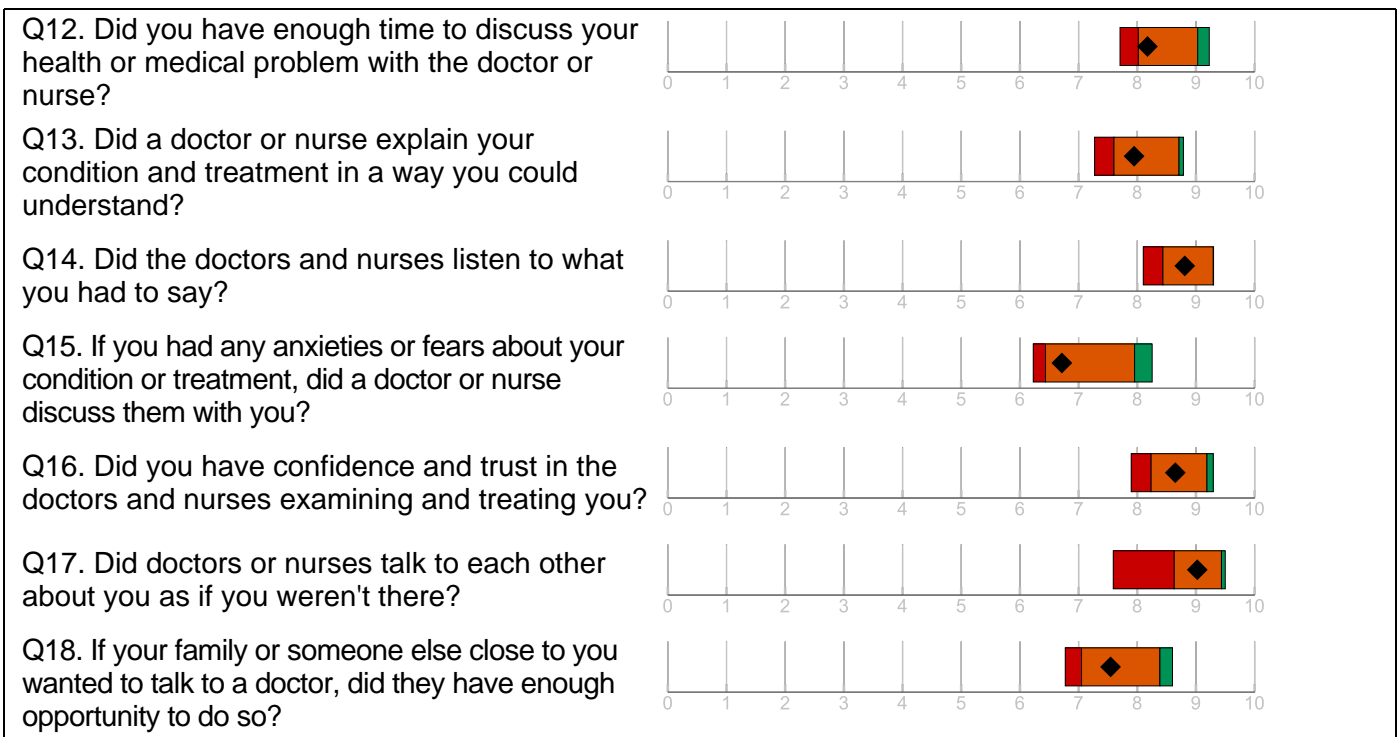 Q12. Did you have enough time to discuss your
health or medical problem with the doctor or
nurse?
0 1 2 3 4 5 6 7 8 9 10
Q13. Did a doctor or nurse explain your
condition and treatment in a way you could
understand?
0 1 2 3 4 5 6 7 8 9 10
Q14. Did the doctors and nurses listen to what
you had to say?
0 1 2 3 4 5 6 7 8 9 10
Q15. If you had any anxieties or fears about your
condition or treatment, did a doctor or nurse
discuss them with you?
0 1 2 3 4 5 6 7 8 9 10
Q16. Did you have confidence and trust in the
doctors and nurses examining and treating you?
0 1 2 3 4 5 6 7 8 9 10
Q17. Did doctors or nurses talk to each other
about you as if you weren't there?
0 1 2 3 4 5 6 7 8 9 10
Q18. If your family or someone else close to you
wanted to talk to a doctor, did they have enough
opportunity to do so?
0 1 2 3 4 5 6 7 8 9 10